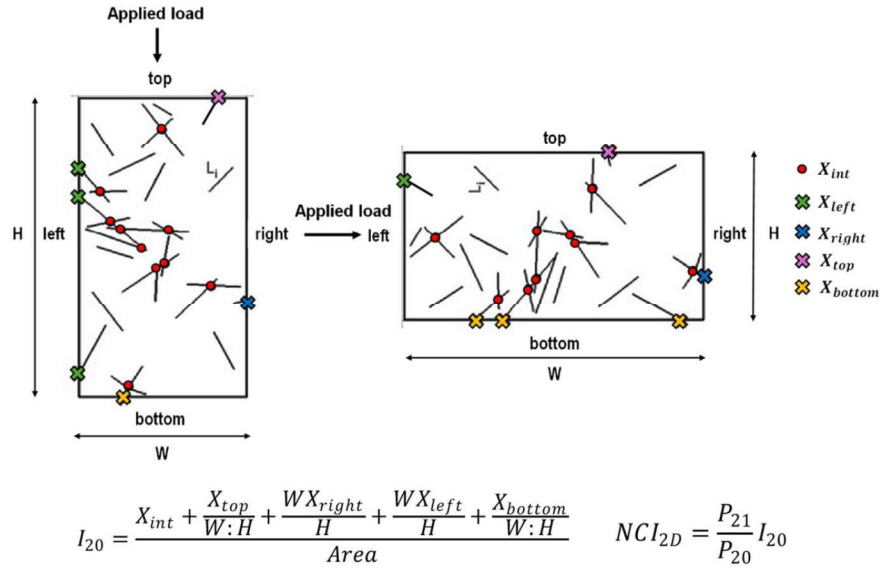 Applied load
top
H
left
L_i
right
bottom
W
Applied load
top
left
L_i
right
H
bottom
W
X_int
X_left
X_right
X_top
X_bottom
I_20 = (X_int + X_top/(W:H) + WX_right/H + WX_left/H + X_bottom/(W:H))/Area
NCI_2D = P_21/P_20 I_20